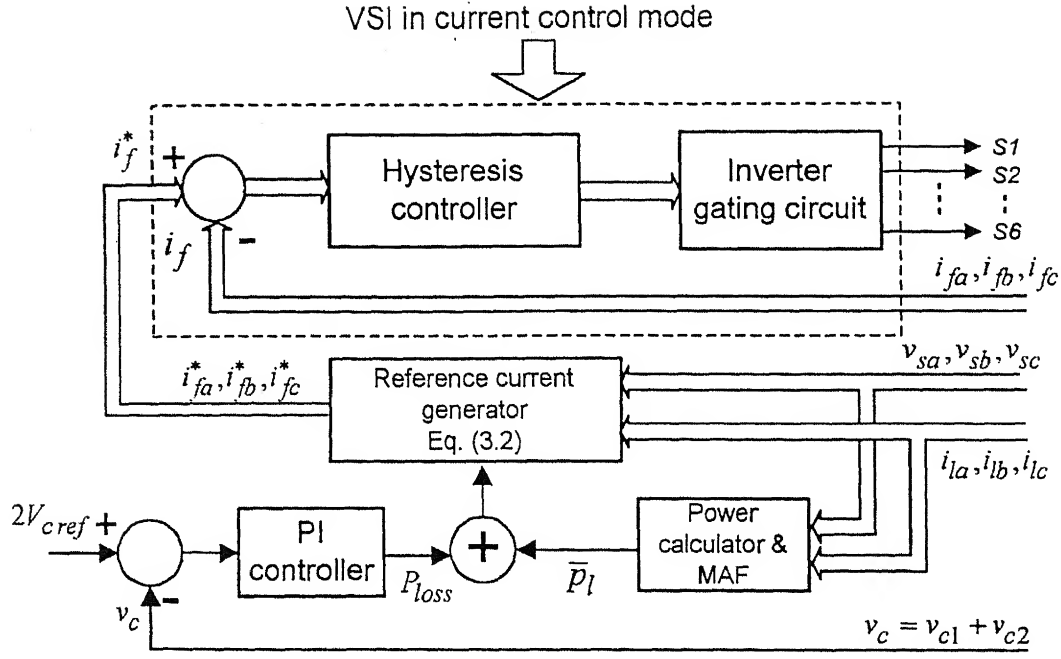 VSI in current control mode
i*f
+
Hysteresis
controller
Inverter
gating circuit
S1
S2
S6
if
-
ifa, ifb, ifc
vsa, vsb, vsc
i*fa, i*fb, i*fc
Reference current
generator
Eq. (3.2)
ila, ilb, ilc
2Vc ref
+
PI
controller
Ploss
+
p̅l
Power
calculator &
MAF
-
vc
vc = vc1 + vc2